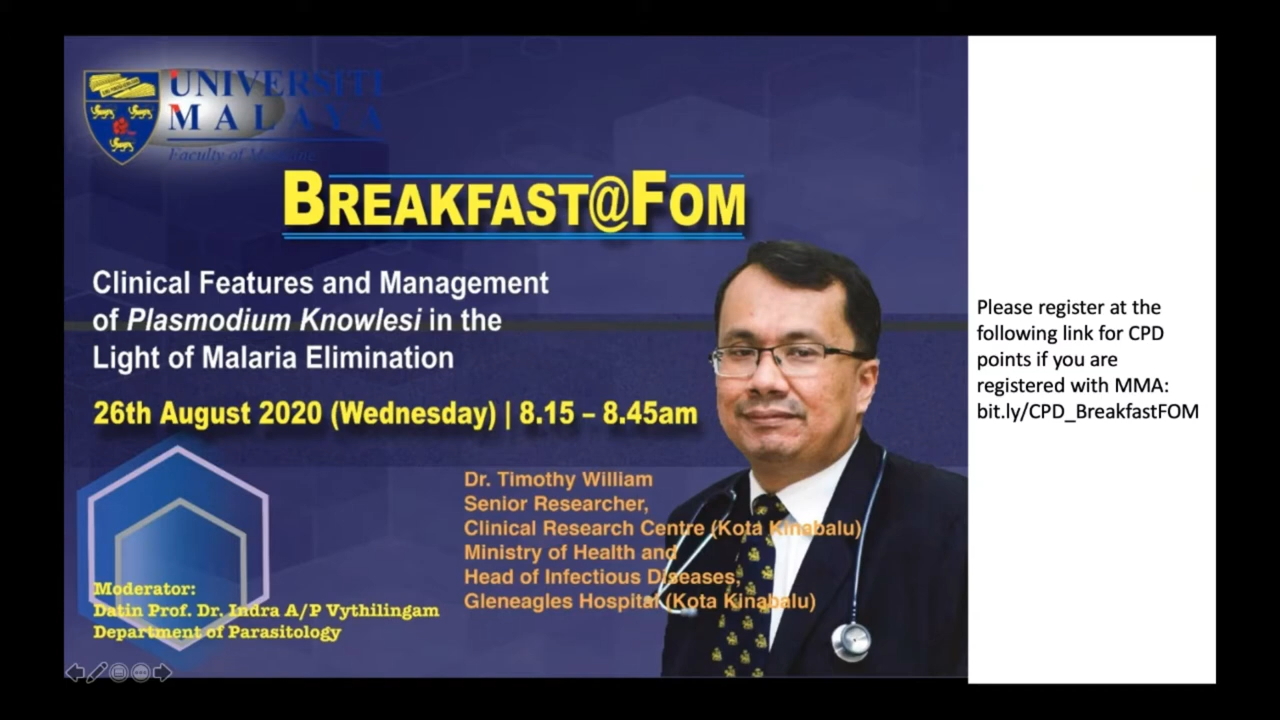 UNIVERSITI
MALAYA
Faculty of Medicine
BREAKFAST@FOM
Clinical Features and Management
of Plasmodium Knowlesi in the
Light of Malaria Elimination
26th August 2020 (Wednesday) | 8.15 – 8.45am
Dr. Timothy William
Senior Researcher,
Clinical Research Centre (Kota Kinabalu)
Ministry of Health and
Head of Infectious Diseases,
Gleneagles Hospital (Kota Kinabalu)
Moderator:
Datin Prof. Dr. Indra A/P Vythilingam
Department of Parasitology
Please register at the
following link for CPD
points if you are
registered with MMA:
bit.ly/CPD_BreakfastFOM